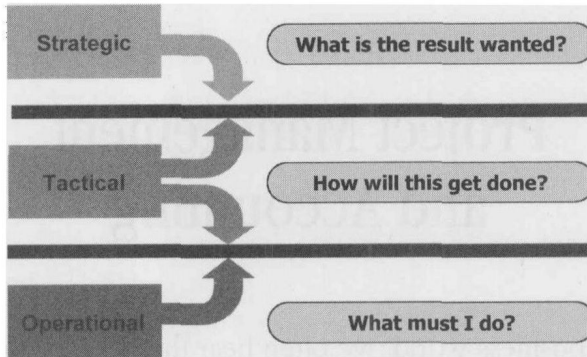 Strategic
What is the result wanted?
Tactical
How will this get done?
Operational
What must I do?